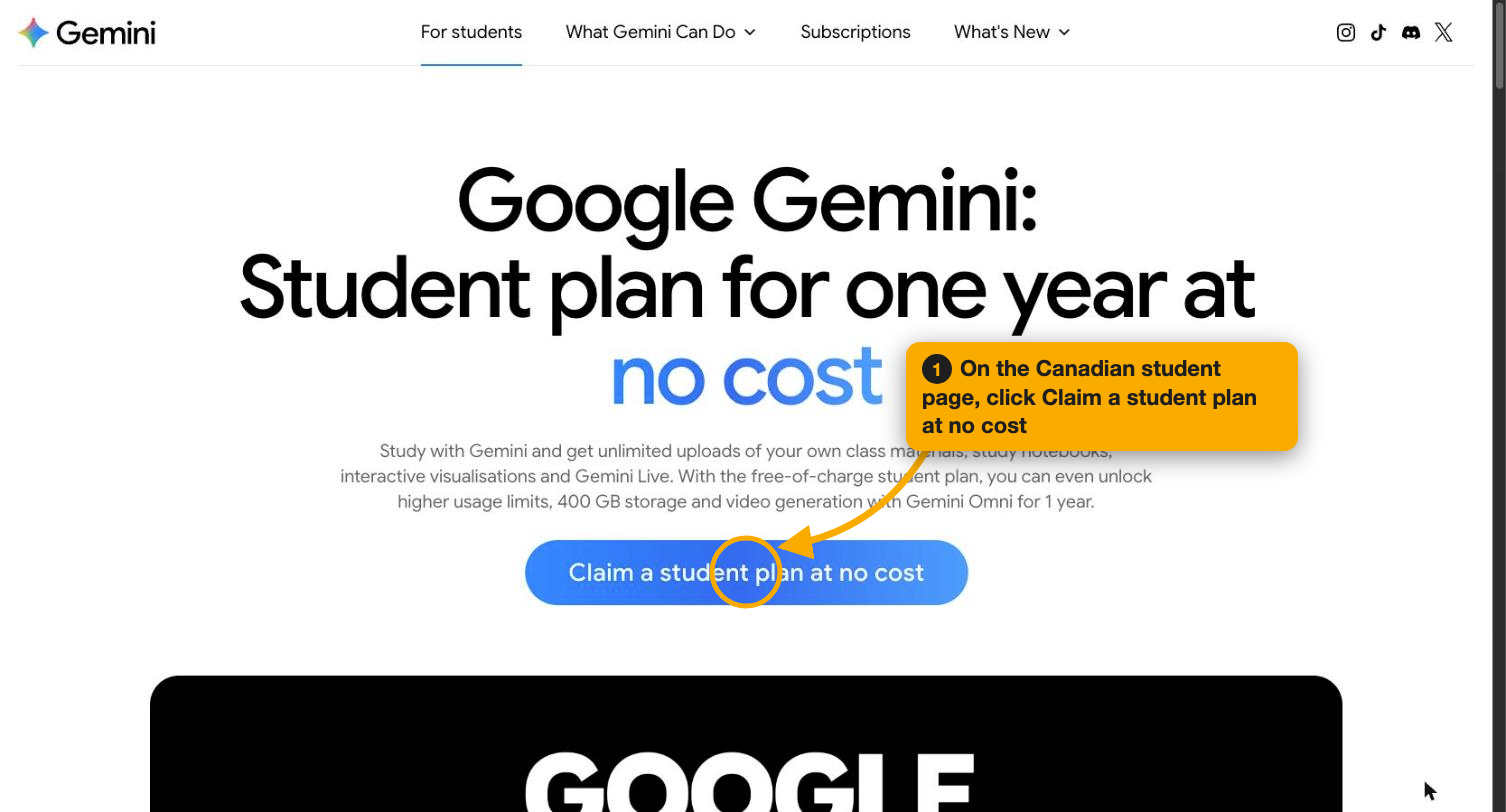 Gemini
For students
What Gemini Can Do
Subscriptions
What's New
Google Gemini:
Student plan for one year at
no cost
1 On the Canadian student
page, click Claim a student plan
at no cost
Study with Gemini and get unlimited uploads of your own class materials, study notebooks,
interactive visualisations and Gemini Live. With the free-of-charge student plan, you can even unlock
higher usage limits, 400 GB storage and video generation with Gemini Omni for 1 year.
Claim a student plan at no cost
GOOGLE